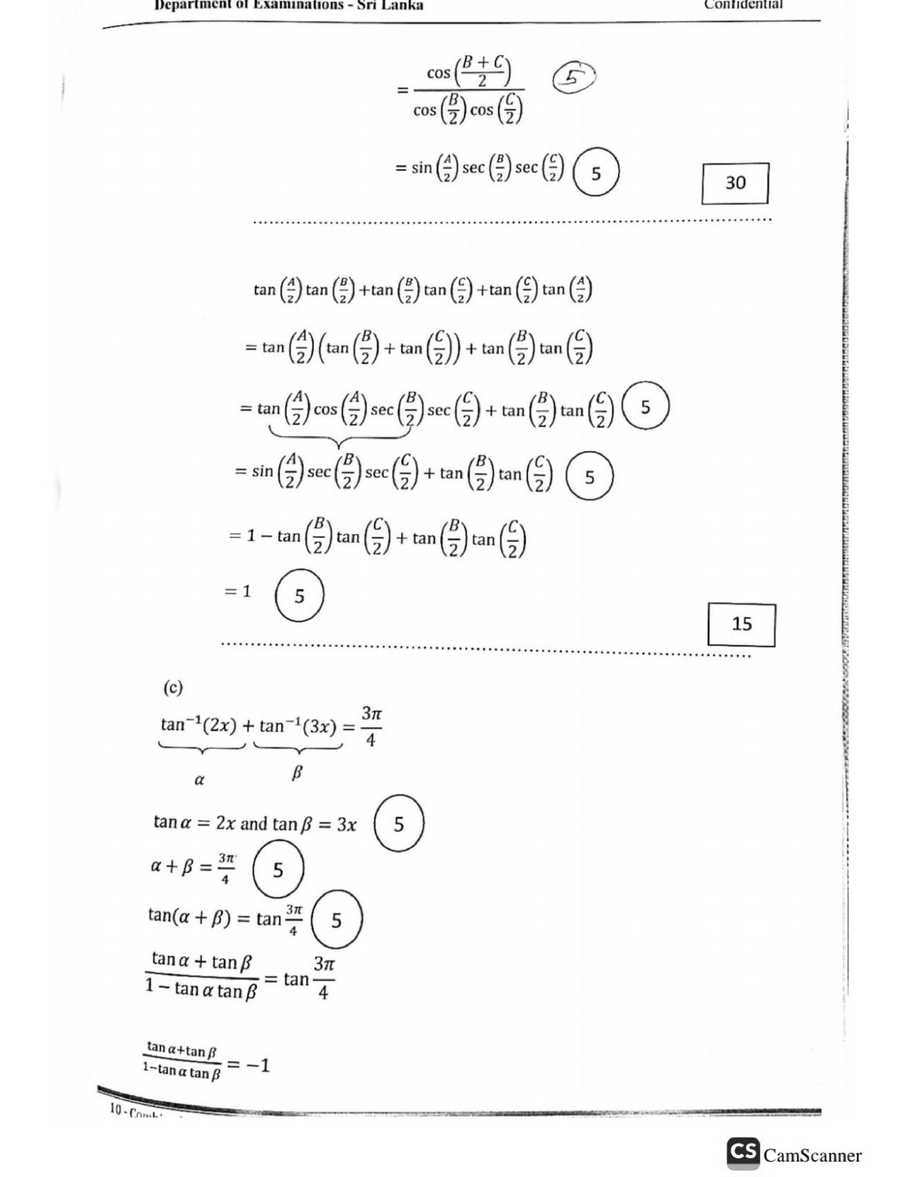 Department of Examinations - Sri Lanka Confidential
= cos((B + C)/2) / (cos(B/2) cos(C/2)) 5
= sin(A/2) sec(B/2) sec(C/2) 5 30
tan(A/2) tan(B/2) +tan(B/2) tan(C/2) +tan(C/2) tan(A/2)
= tan(A/2)(tan(B/2) + tan(C/2)) + tan(B/2) tan(C/2)
= tan(A/2) cos(A/2) sec(B/2) sec(C/2) + tan(B/2) tan(C/2) 5
= sin(A/2) sec(B/2) sec(C/2) + tan(B/2) tan(C/2) 5
= 1 − tan(B/2) tan(C/2) + tan(B/2) tan(C/2)
= 1 5
15
(c)
tan⁻¹(2x) + tan⁻¹(3x) = 3π/4
α β
tan α = 2x and tan β = 3x 5
α + β = 3π/4 5
tan(α + β) = tan 3π/4 5
(tan α + tan β)/(1 − tan α tan β) = tan 3π/4
(tan α+tan β)/(1−tan α tan β) = −1
10 -
CS CamScanner